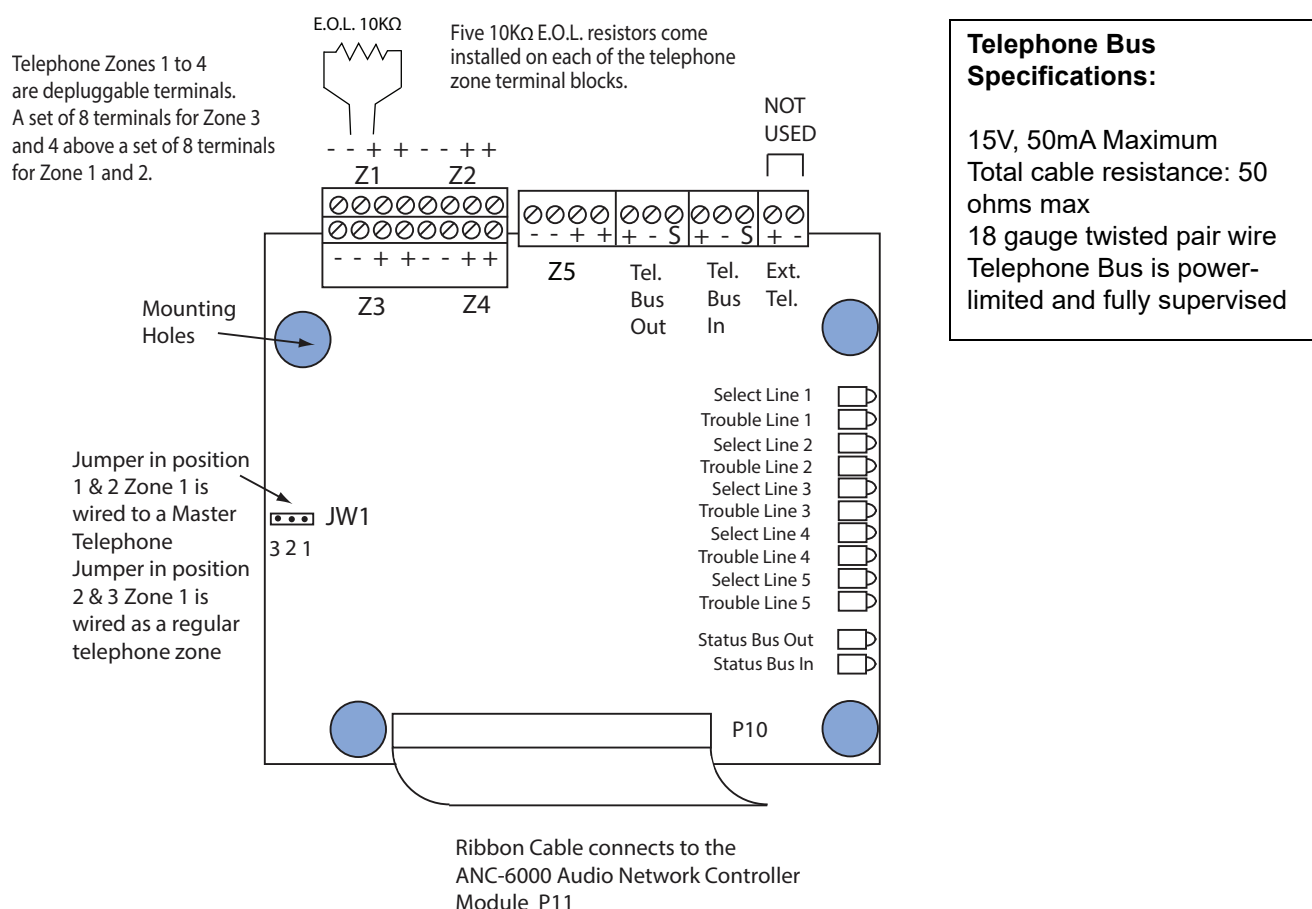 E.O.L. 10KΩ
Five 10KΩ E.O.L. resistors come
installed on each of the telephone
zone terminal blocks.
Telephone Zones 1 to 4
are depluggable terminals.
A set of 8 terminals for Zone 3
and 4 above a set of 8 terminals
for Zone 1 and 2.
NOT
USED
- - + + - - + +
Z1 Z2
- - + + - - + +
Z3 Z4
- - + + + - S + - S + -
Z5
Tel.
Bus
Out
Tel.
Bus
In
Ext.
Tel.
Mounting
Holes
Jumper in position
1 & 2 Zone 1 is
wired to a Master
Telephone
Jumper in position
2 & 3 Zone 1 is
wired as a regular
telephone zone
JW1
3 2 1
Select Line 1
Trouble Line 1
Select Line 2
Trouble Line 2
Select Line 3
Trouble Line 3
Select Line 4
Trouble Line 4
Select Line 5
Trouble Line 5
Status Bus Out
Status Bus In
P10
Ribbon Cable connects to the
ANC-6000 Audio Network Controller
Module P11
Telephone Bus
Specifications:
15V, 50mA Maximum
Total cable resistance: 50
ohms max
18 gauge twisted pair wire
Telephone Bus is power-
limited and fully supervised